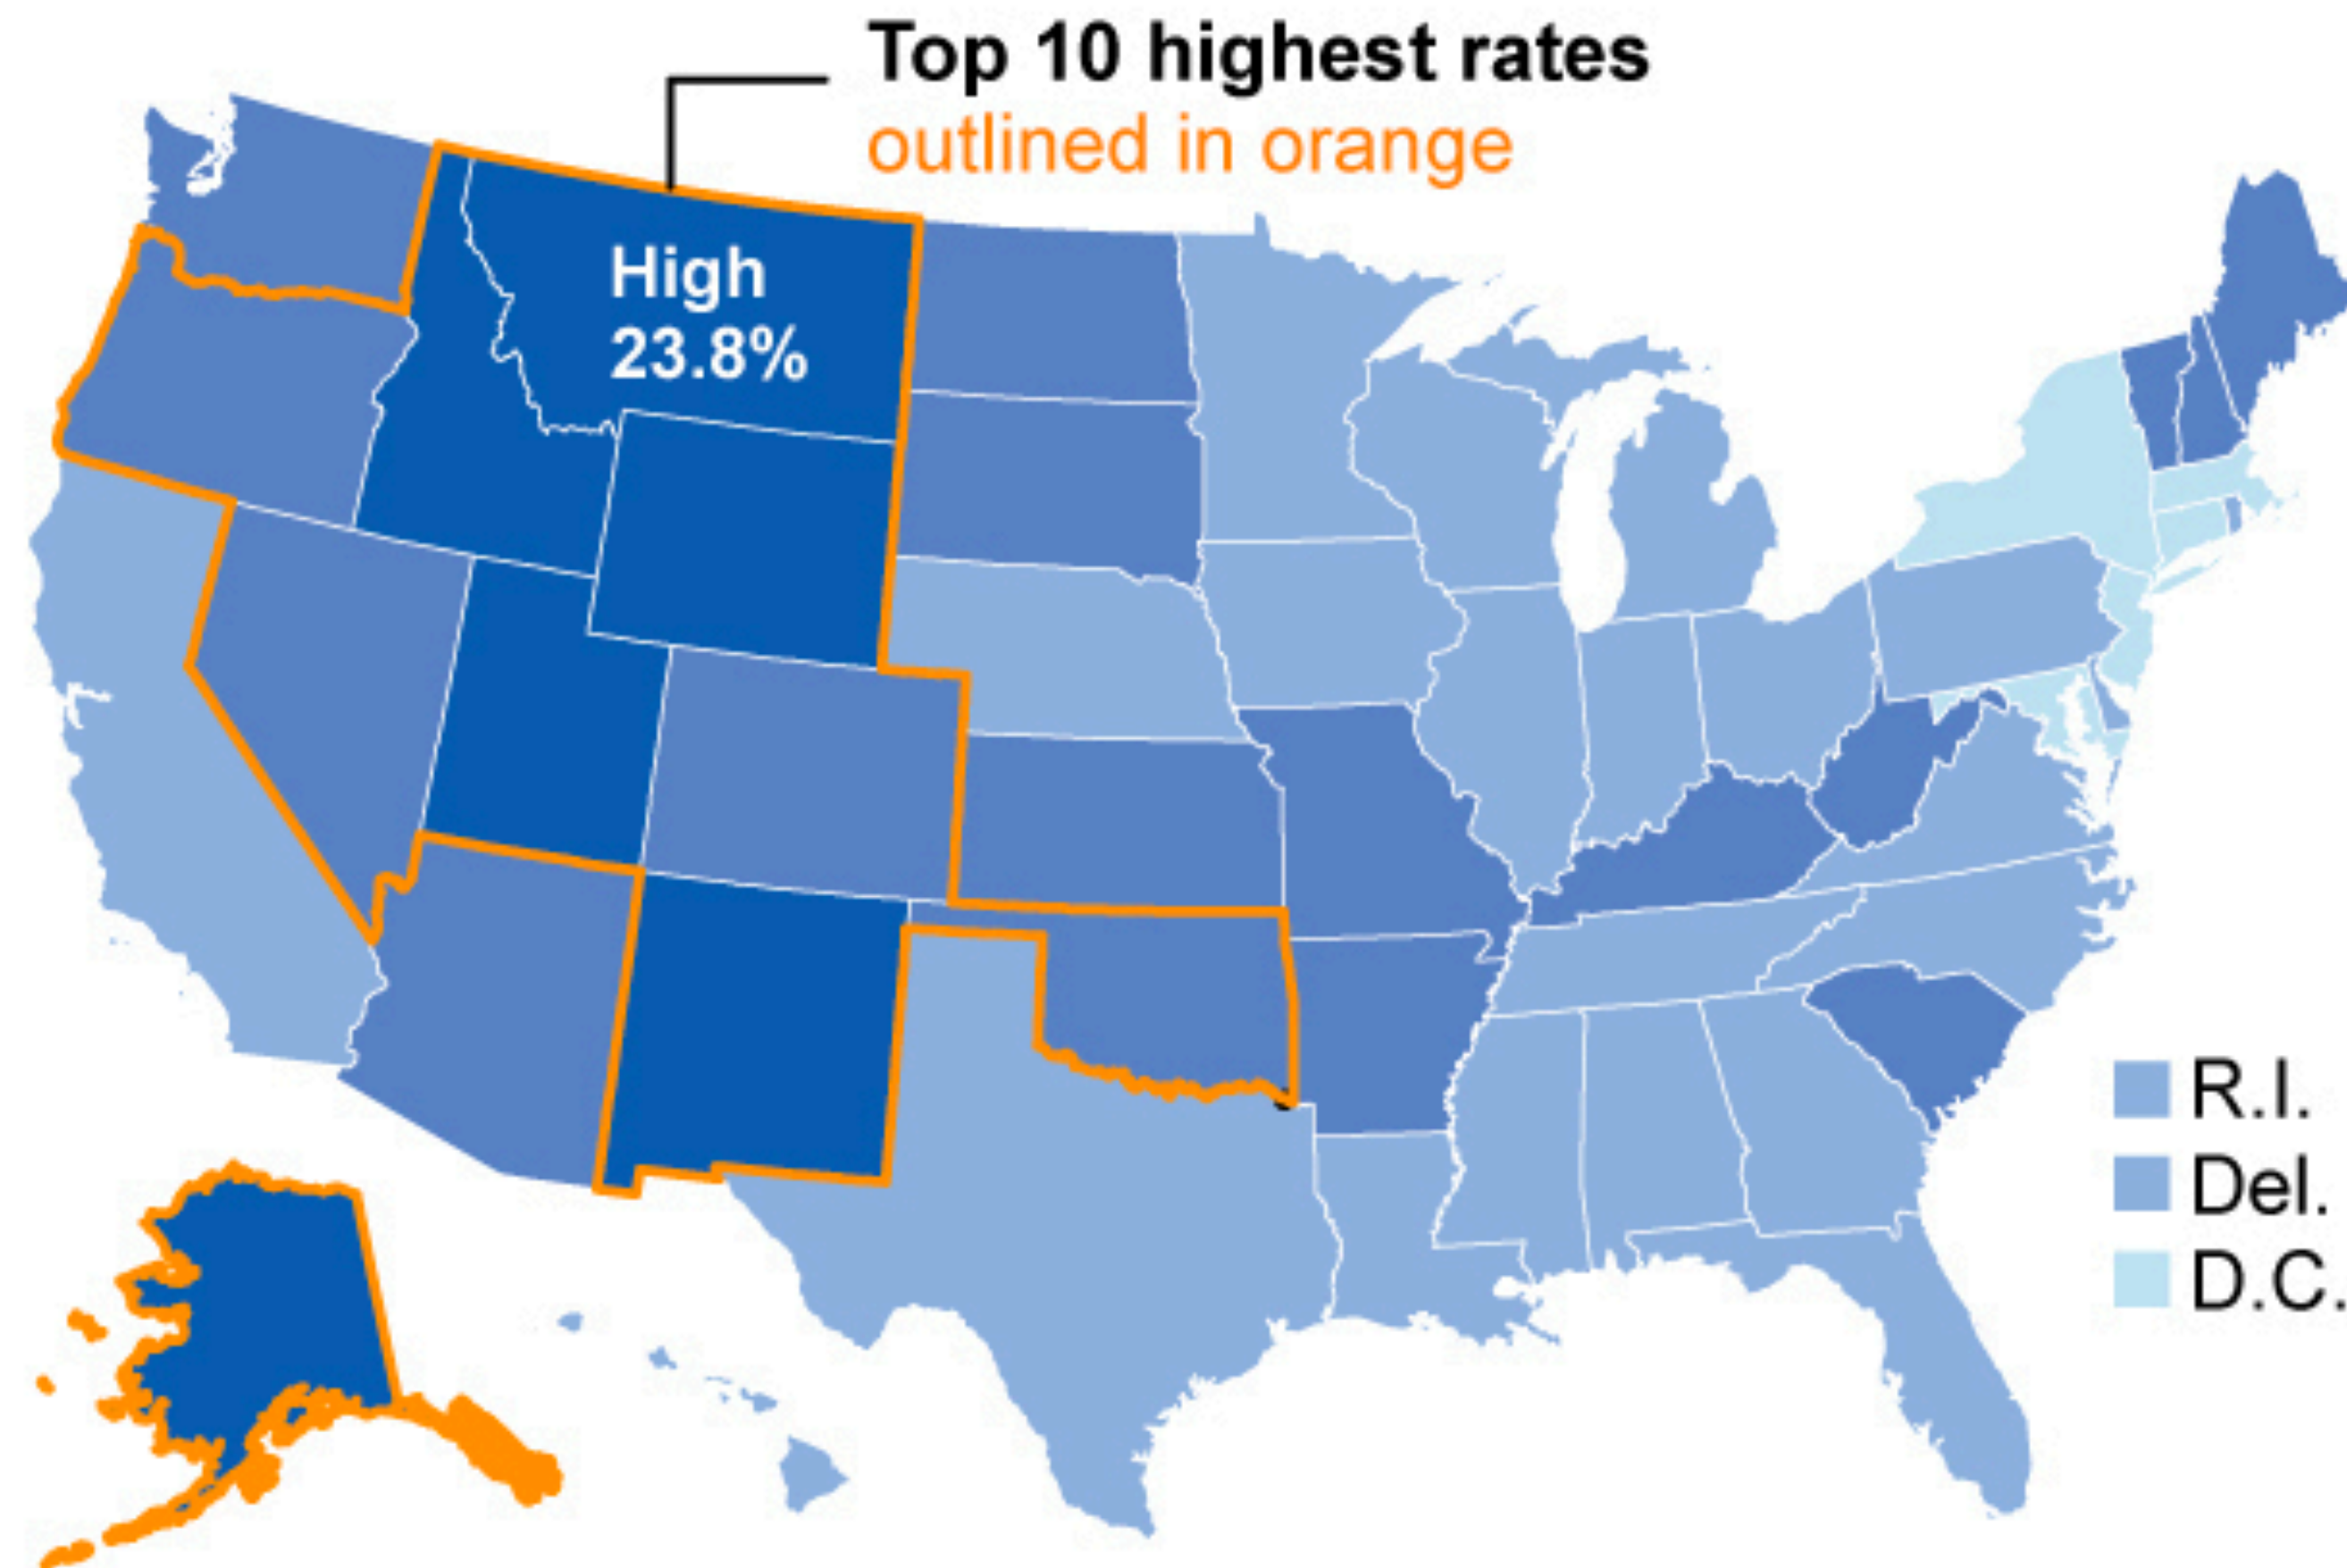 Top 10 highest rates
outlined in orange
High
23.8%
R.I.
Del.
D.C.